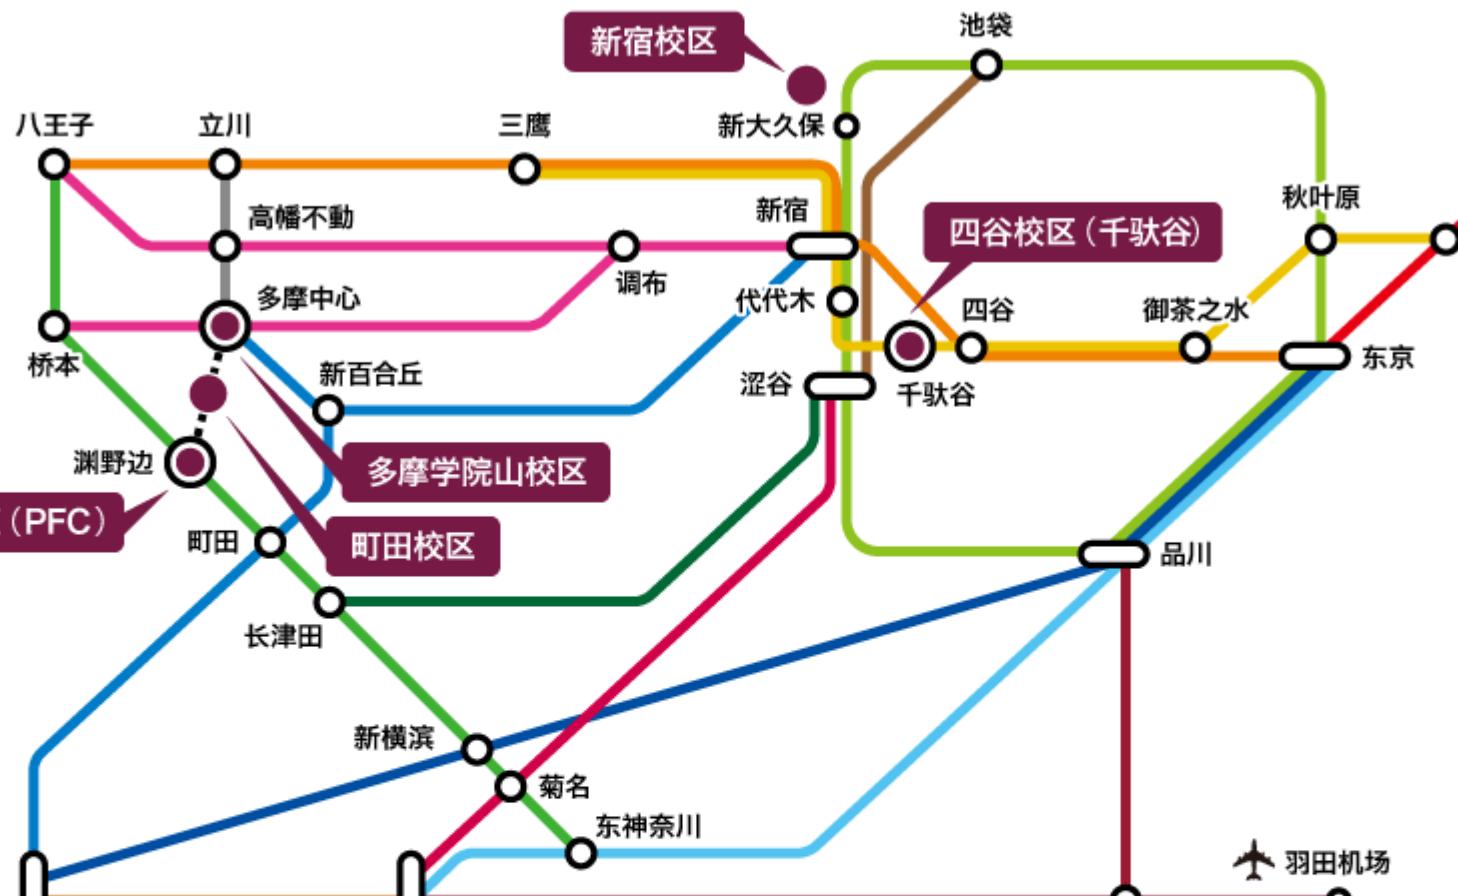 池袋
新宿校区
八王子
立川
三鹰
新大久保
秋叶原
新宿
高幡不動
四谷校区（千驮谷）
调布
多摩中心
代代木
四谷
御茶之水
桥本
新百合丘
涩谷
千驮谷
东京
渊野边
多摩学院山校区
（PFC）
町田
町田校区
品川
长津田
新横滨
菊名
东神奈川
羽田机场